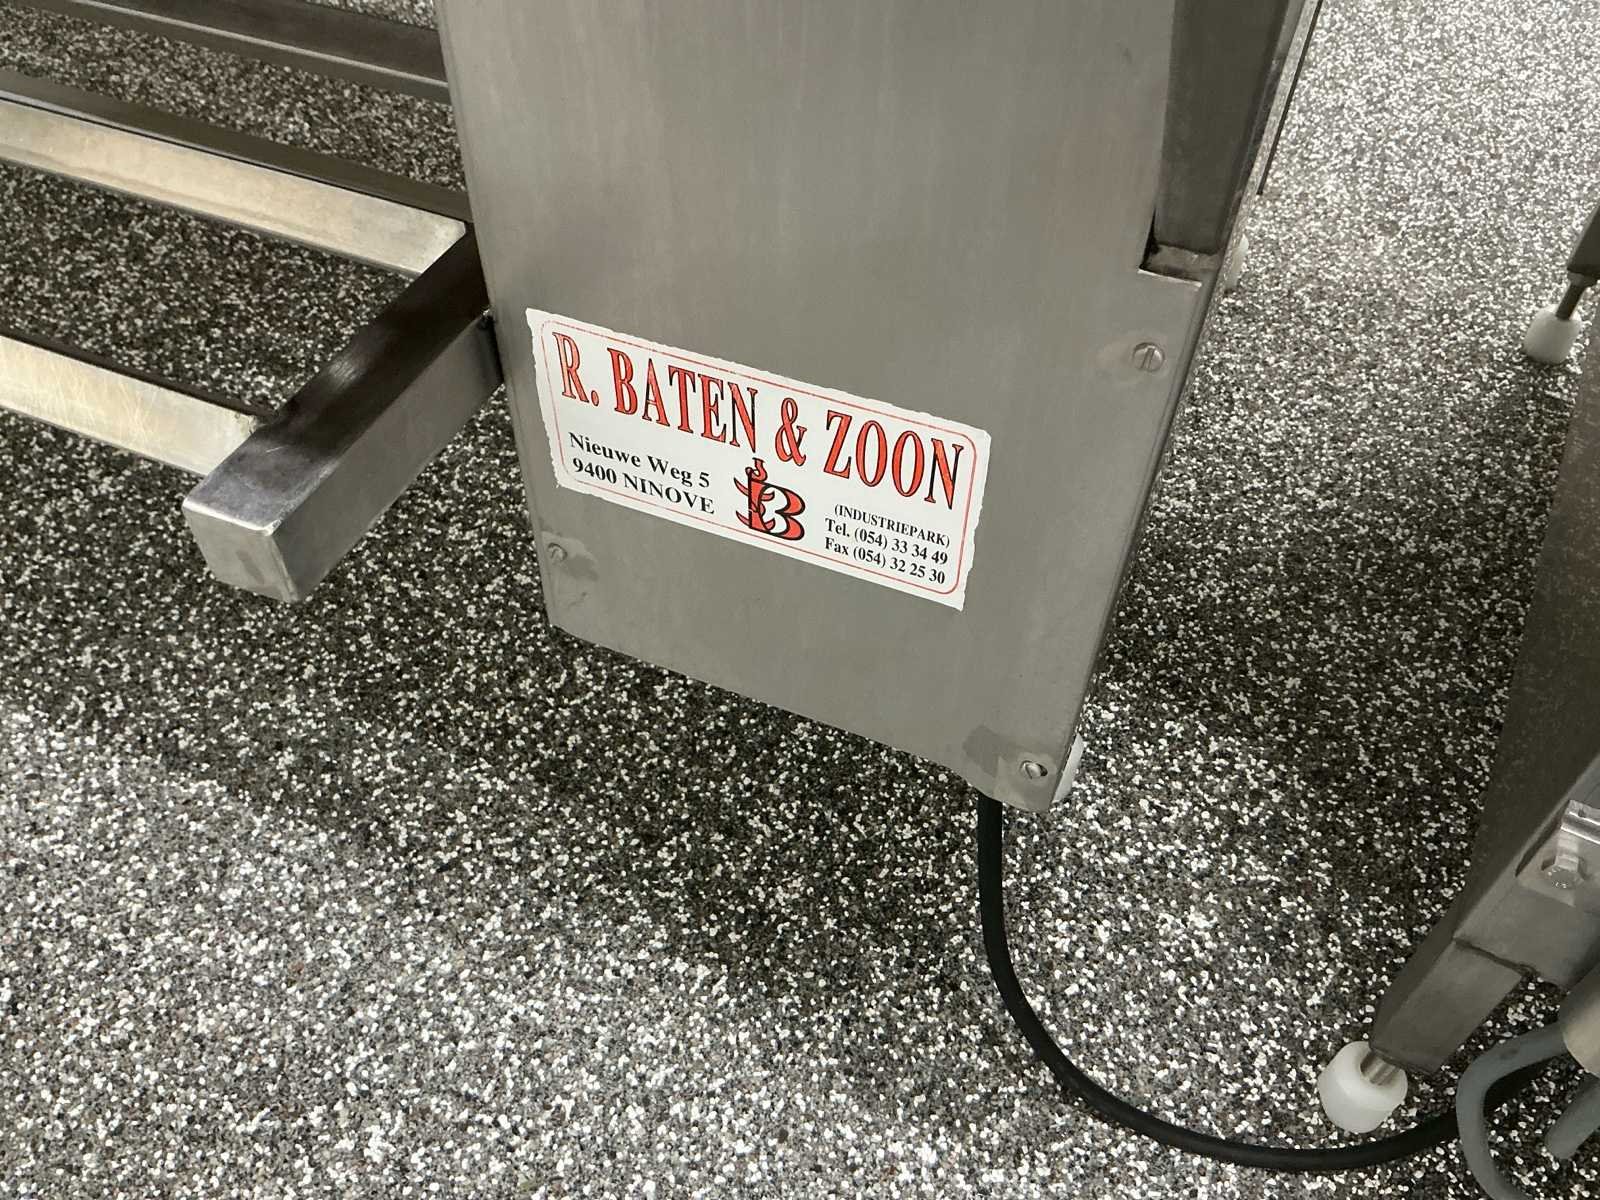 R. BATEN & ZOON
Nieuwe Weg 5
9400 NINOVE
B
(INDUSTRIEPARK)
Tel. (054) 33 34 49
Fax (054) 32 25 30